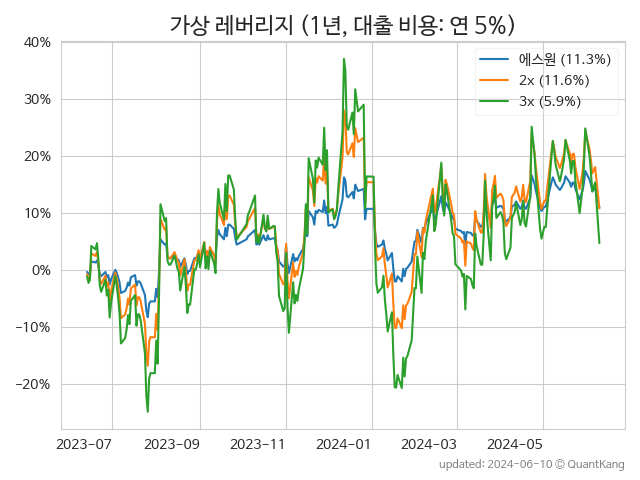 가상 레버리지 (1년, 대출 비용: 연 5%)
에스원 (11.3%)
2x (11.6%)
3x (5.9%)
40%
30%
20%
10%
0%
−10%
−20%
2023-07
2023-09
2023-11
2024-01
2024-03
2024-05
updated: 2024-06-10 © QuantKang